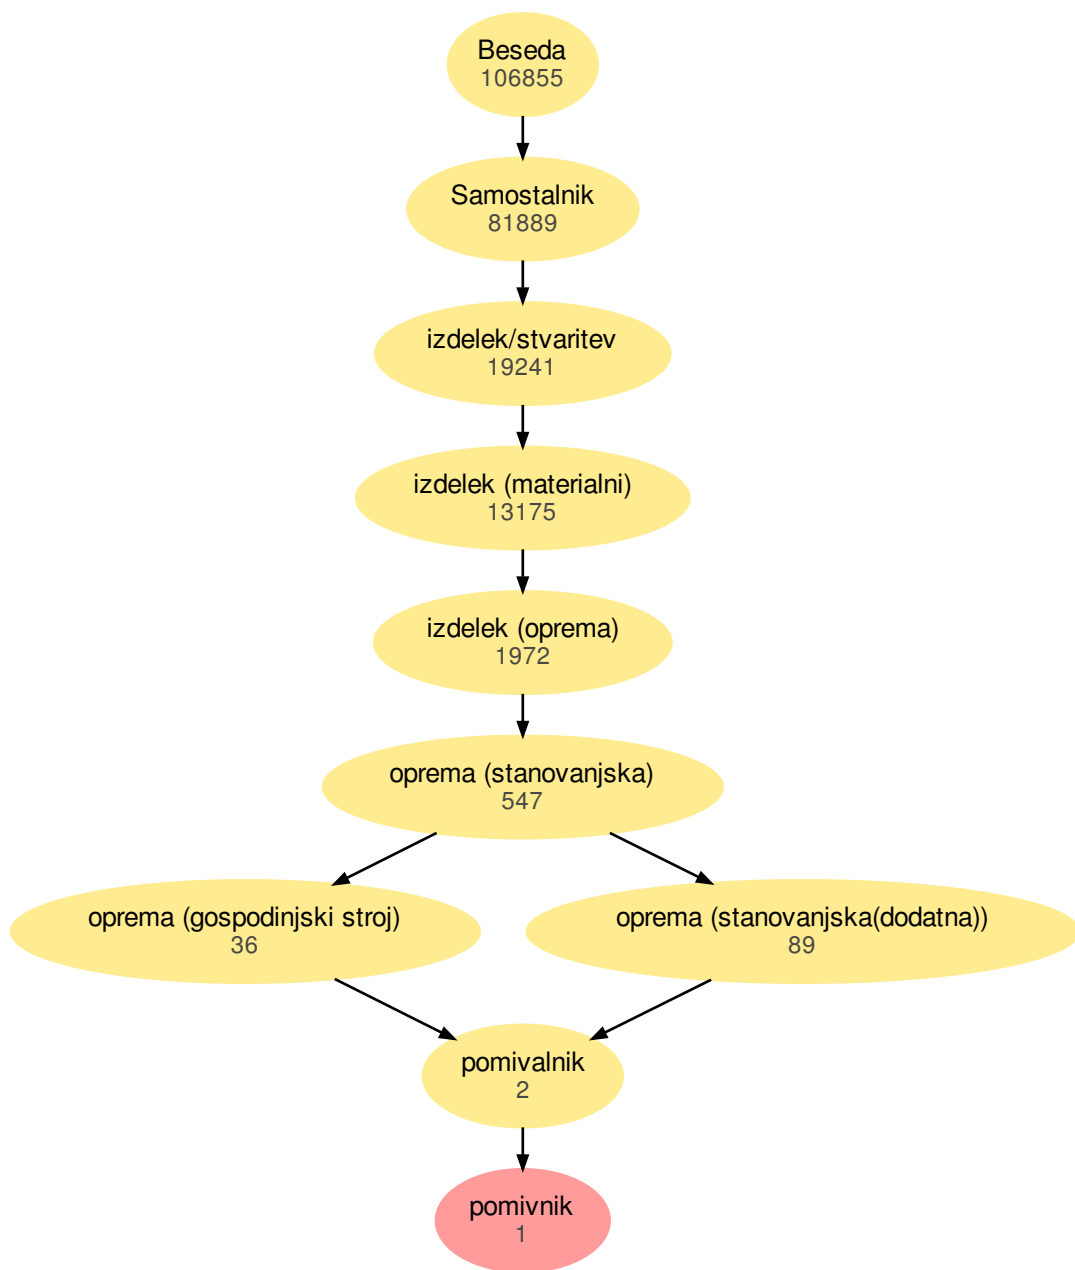 Beseda
106855
Samostalnik
81889
izdelek/stvaritev
19241
izdelek (materialni)
13175
izdelek (oprema)
1972
oprema (stanovanjska)
547
oprema (gospodinjski stroj)
36
oprema (stanovanjska(dodatna))
89
pomivalnik
2
pomivnik
1